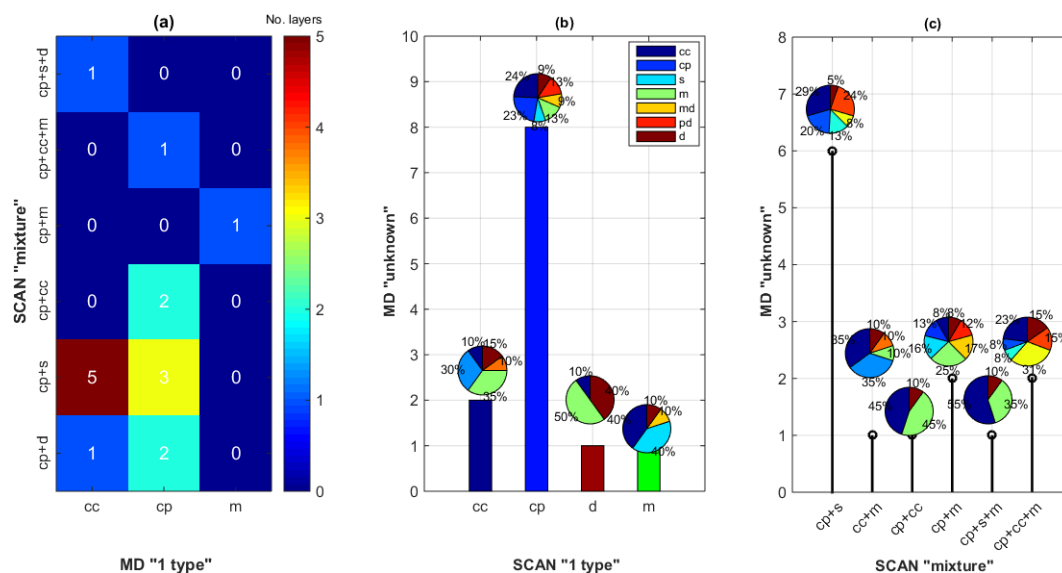 (a)
No. layers
SCAN "mixture"
cp+s+d
1 0 0
cp+cc+m
0 1 0
cp+m
0 0 1
cp+cc
0 2 0
cp+s
5 3 0
cp+d
1 2 0
cc cp m
MD "1 type"
5
4
3
2
1
0
(b)
MD "unknown"
10
9
8
7
6
5
4
3
2
1
0
cc
cp
s
m
md
pd
d
9%
24% 13%
9%
23% 13%
8%
10% 15%
10%
30%
35%
10%
40%
50% 40%
10%
10%
40%
cc cp d m
SCAN "1 type"
(c)
MD "unknown"
8
7
6
5
4
3
2
1
0
5%
29% 24%
8%
20% 13%
10%
35% 10%
10%
35%
10%
45%
45%
8% 8%
13% 12%
16% 17%
25%
10%
55% 35%
15%
23% 15%
8%
8% 31%
cp+s cc+m cp+cc cp+m cp+s+m cp+cc+m
SCAN "mixture"